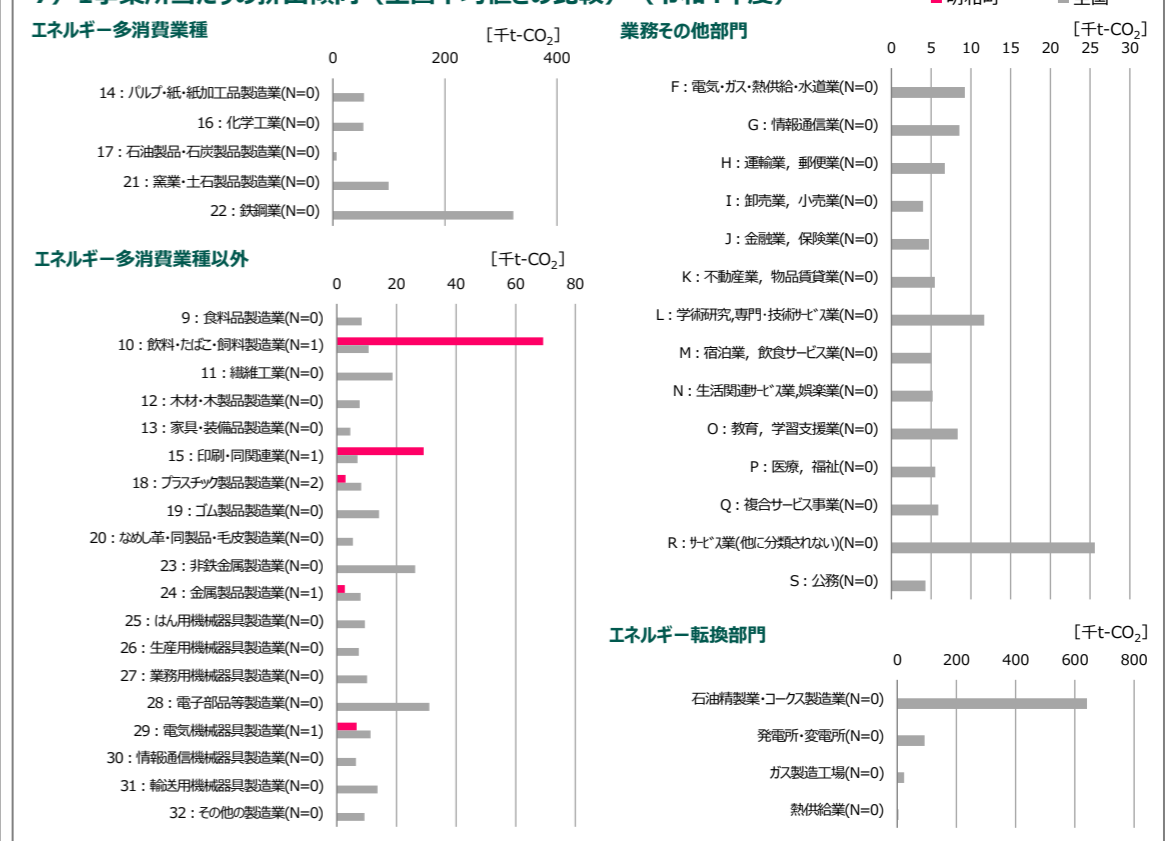 エネルギー多消費業種
[千t-CO2]
0 200 400
14：パルプ・紙・紙加工品製造業(N=0)
16：化学工業(N=0)
17：石油製品・石炭製品製造業(N=0)
21：窯業・土石製品製造業(N=0)
22：鉄鋼業(N=0)
エネルギー多消費業種以外
[千t-CO2]
0 20 40 60 80
9：食料品製造業(N=0)
10：飲料・たばこ・飼料製造業(N=1)
11：繊維工業(N=0)
12：木材・木製品製造業(N=0)
13：家具・装備品製造業(N=0)
15：印刷・同関連業(N=1)
18：プラスチック製品製造業(N=2)
19：ゴム製品製造業(N=0)
20：なめし革・同製品・毛皮製造業(N=0)
23：非鉄金属製造業(N=0)
24：金属製品製造業(N=1)
25：はん用機械器具製造業(N=0)
26：生産用機械器具製造業(N=0)
27：業務用機械器具製造業(N=0)
28：電子部品等製造業(N=0)
29：電気機械器具製造業(N=1)
30：情報通信機械器具製造業(N=0)
31：輸送用機械器具製造業(N=0)
32：その他の製造業(N=0)
業務その他部門
[千t-CO2]
0 5 10 15 20 25 30
F：電気・ガス・熱供給・水道業(N=0)
G：情報通信業(N=0)
H：運輸業，郵便業(N=0)
I：卸売業，小売業(N=0)
J：金融業，保険業(N=0)
K：不動産業，物品賃貸業(N=0)
L：学術研究,専門・技術サービス業(N=0)
M：宿泊業，飲食サービス業(N=0)
N：生活関連サービス業,娯楽業(N=0)
O：教育，学習支援業(N=0)
P：医療，福祉(N=0)
Q：複合サービス事業(N=0)
R：サービス業(他に分類されない)(N=0)
S：公務(N=0)
エネルギー転換部門
[千t-CO2]
0 200 400 600 800
石油精製業・コークス製造業(N=0)
発電所・変電所(N=0)
ガス製造工場(N=0)
熱供給業(N=0)